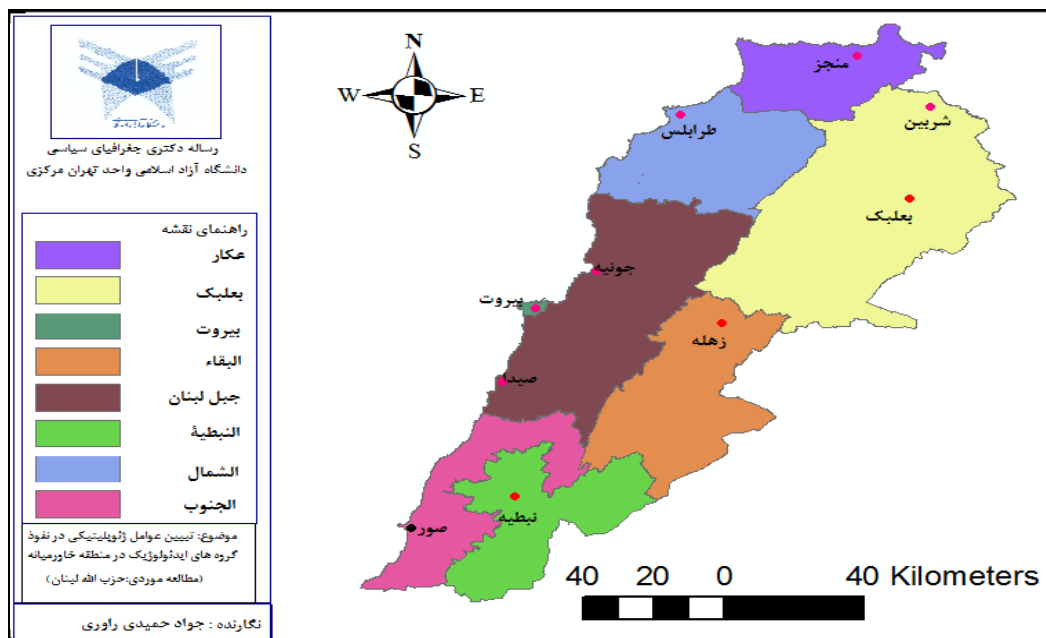 رساله دکتری جغرافیای سیاسی
دانشگاه آزاد اسلامی واحد تهران مرکزی
راهنمای نقشه
عکار
بعلبک
بیروت
البقاء
جبل لبنان
النبطیة
الشمال
الجنوب
موضوع: تبیین عوامل ژئوپلیتیکی در نفوذ
گروه های ایدئولوژیک در منطقه خاورمیانه
(مطالعه موردی:حزب الله لبنان)
نگارنده : جواد حمیدی راوری
N
W
E
S
منجز
شربین
طرابلس
بعلبک
جونیه
بیروت
زهله
صیدا
نبطیه
صور
40 20 0 40 Kilometers